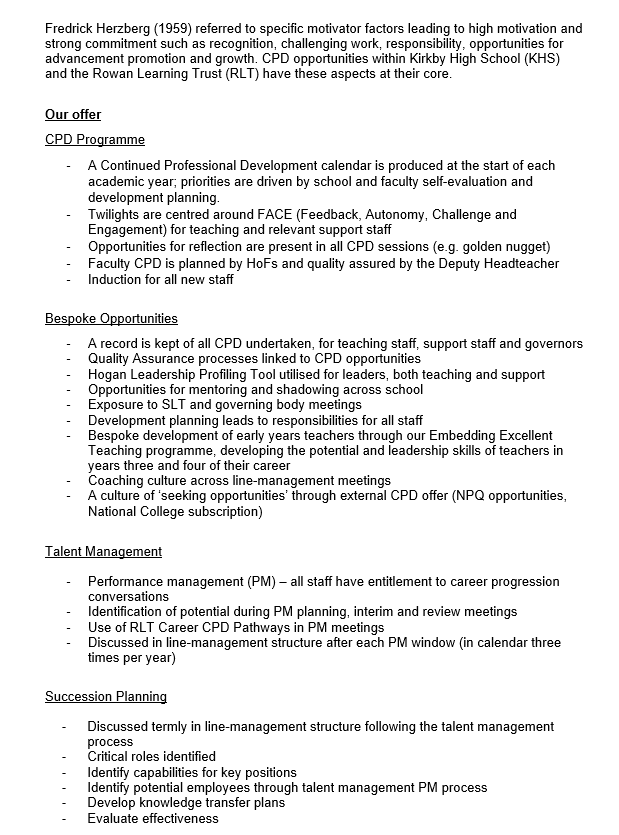 Fredrick Herzberg (1959) referred to specific motivator factors leading to high motivation and
strong commitment such as recognition, challenging work, responsibility, opportunities for
advancement promotion and growth. CPD opportunities within Kirkby High School (KHS)
and the Rowan Learning Trust (RLT) have these aspects at their core.
Our offer
CPD Programme
- A Continued Professional Development calendar is produced at the start of each
academic year; priorities are driven by school and faculty self-evaluation and
development planning.
- Twilights are centred around FACE (Feedback, Autonomy, Challenge and
Engagement) for teaching and relevant support staff
- Opportunities for reflection are present in all CPD sessions (e.g. golden nugget)
- Faculty CPD is planned by HoFs and quality assured by the Deputy Headteacher
- Induction for all new staff
Bespoke Opportunities
- A record is kept of all CPD undertaken, for teaching staff, support staff and governors
- Quality Assurance processes linked to CPD opportunities
- Hogan Leadership Profiling Tool utilised for leaders, both teaching and support
- Opportunities for mentoring and shadowing across school
- Exposure to SLT and governing body meetings
- Development planning leads to responsibilities for all staff
- Bespoke development of early years teachers through our Embedding Excellent
Teaching programme, developing the potential and leadership skills of teachers in
years three and four of their career
- Coaching culture across line-management meetings
- A culture of ‘seeking opportunities’ through external CPD offer (NPQ opportunities,
National College subscription)
Talent Management
- Performance management (PM) – all staff have entitlement to career progression
conversations
- Identification of potential during PM planning, interim and review meetings
- Use of RLT Career CPD Pathways in PM meetings
- Discussed in line-management structure after each PM window (in calendar three
times per year)
Succession Planning
- Discussed termly in line-management structure following the talent management
process
- Critical roles identified
- Identify capabilities for key positions
- Identify potential employees through talent management PM process
- Develop knowledge transfer plans
- Evaluate effectiveness